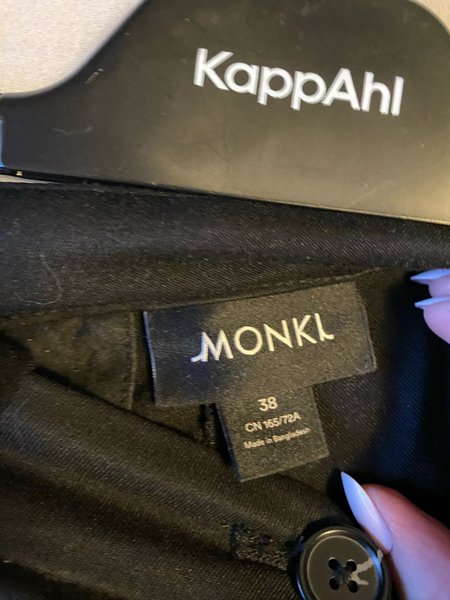 KappAhl
MONKI
38
CN 165/72A
Made in Bangladesh